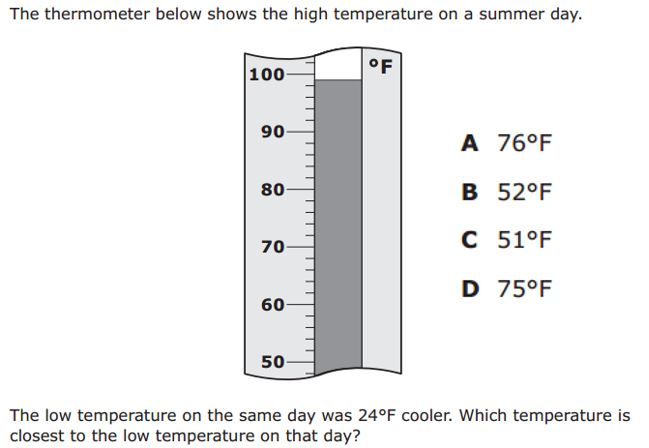 The thermometer below shows the high temperature on a summer day.
°F
100
90
80
70
60
50
A 76°F
B 52°F
C 51°F
D 75°F
The low temperature on the same day was 24°F cooler. Which temperature is
closest to the low temperature on that day?